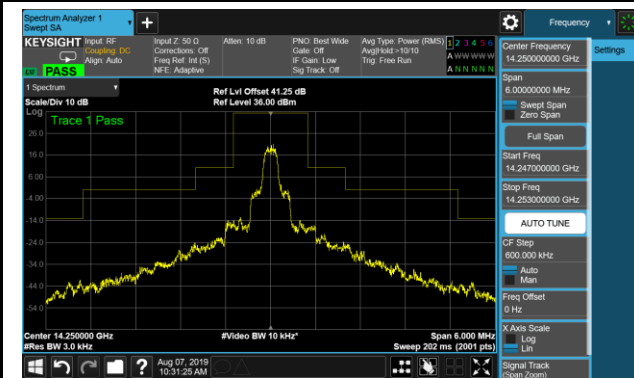 Spectrum Analyzer 1
Swept SA
+
Frequency
KEYSIGHT
Input: RF
Coupling: DC
Align: Auto
Input Z: 50 Ω
Corrections: Off
Freq Ref: Int (S)
NFE: Adaptive
Atten: 10 dB
PNO: Best Wide
Gate: Off
IF Gain: Low
Sig Track: Off
Avg Type: Power (RMS)
Avg|Hold:>10/10
Trig: Free Run
1 2 3 4 5 6
A W W W W W
A N N N N N
PASS
Center Frequency
14.250000000 GHz
Settings
Span
6.00000000 MHz
Swept Span
Zero Span
Full Span
Start Freq
14.247000000 GHz
Stop Freq
14.253000000 GHz
AUTO TUNE
CF Step
600.000 kHz
Auto
Man
Freq Offset
0 Hz
X Axis Scale
Log
Lin
Signal Track
(Span Zoom)
1 Spectrum
Scale/Div 10 dB
Ref Lvl Offset 41.25 dB
Ref Level 36.00 dBm
Log
Trace 1 Pass
26.0
16.0
6.00
-4.00
-14.0
-24.0
-34.0
-44.0
-54.0
Center 14.250000 GHz
#Res BW 3.0 kHz
#Video BW 10 kHz*
Span 6.000 MHz
Sweep 202 ms (2001 pts)
?
Aug 07, 2019
10:31:25 AM